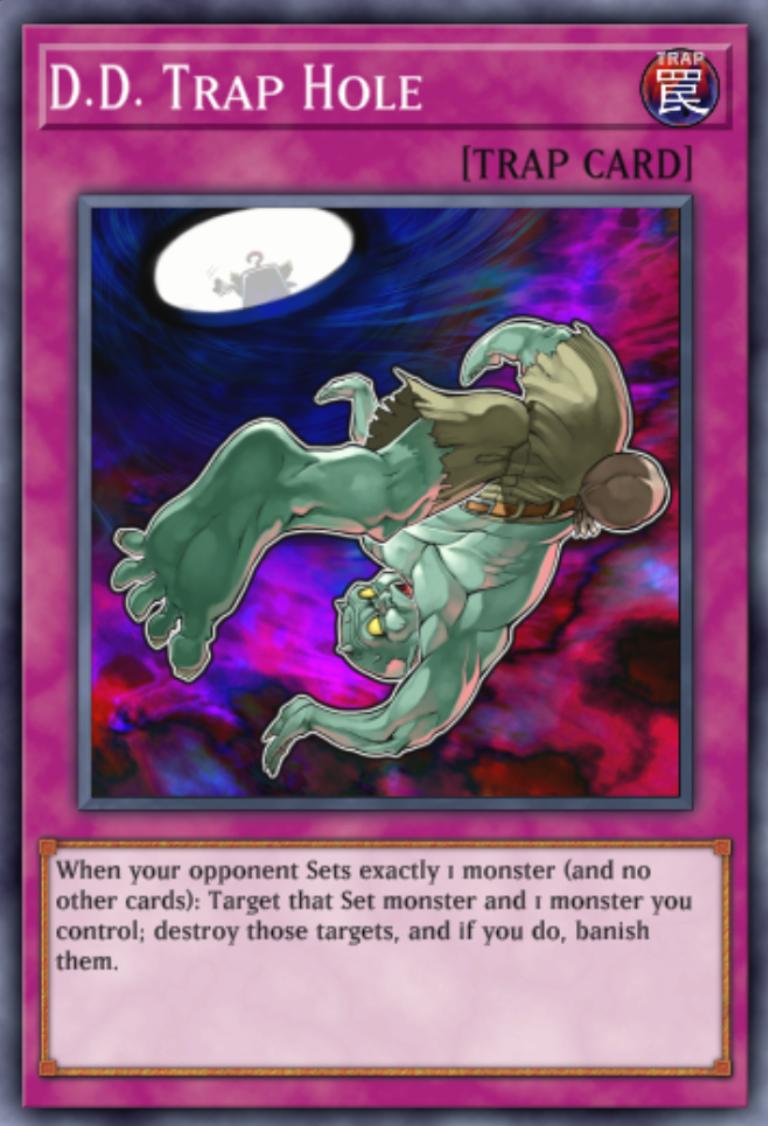 D.D. Trap Hole
TRAP
罠
[TRAP CARD]
?
When your opponent Sets exactly 1 monster (and no
other cards): Target that Set monster and 1 monster you
control; destroy those targets, and if you do, banish
them.